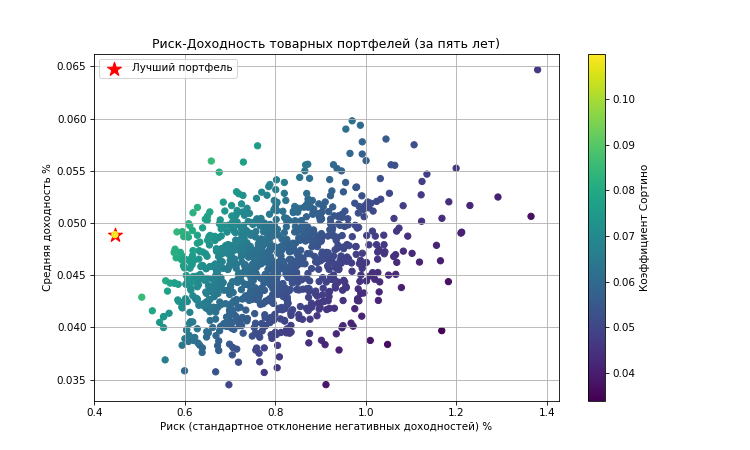 Риск-Доходность товарных портфелей (за пять лет)
Лучший портфель
0.065
0.060
0.055
0.050
0.045
0.040
0.035
Средняя доходность %
0.4 0.6 0.8 1.0 1.2 1.4
Риск (стандартное отклонение негативных доходностей) %
0.10
0.09
0.08
0.07
0.06
0.05
0.04
Коэффициент Сортино